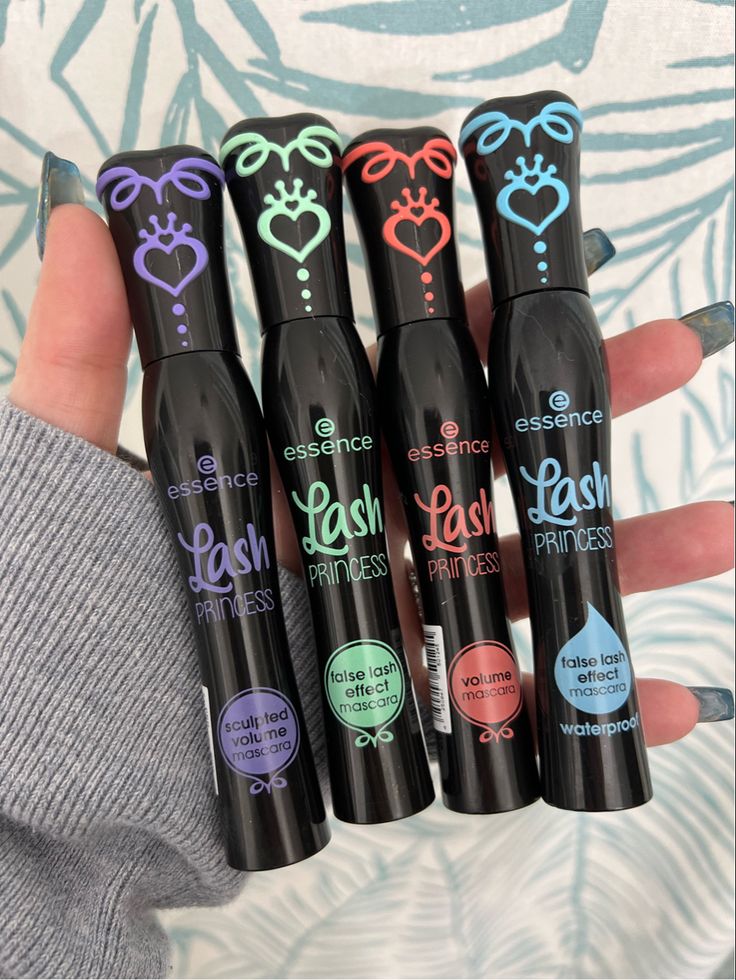 e
essence
Lash
PRINCESS
sculpted
volume
mascara
e
essence
Lash
PRINCESS
false lash
effect
mascara
e
essence
Lash
PRINCESS
volume
mascara
e
essence
Lash
PRINCESS
false lash
effect
mascara
waterproof